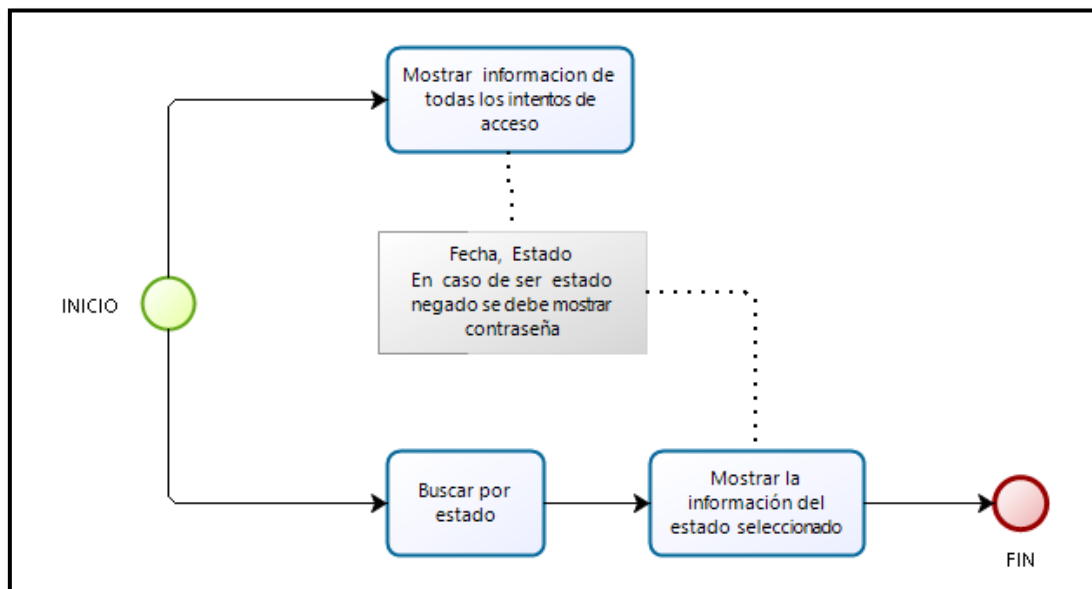 Mostrar informacion de
todas los intentos de
acceso
Fecha, Estado
En caso de ser estado
negado se debe mostrar
contraseña
INICIO
Buscar por
estado
Mostrar la
información del
estado seleccionado
FIN